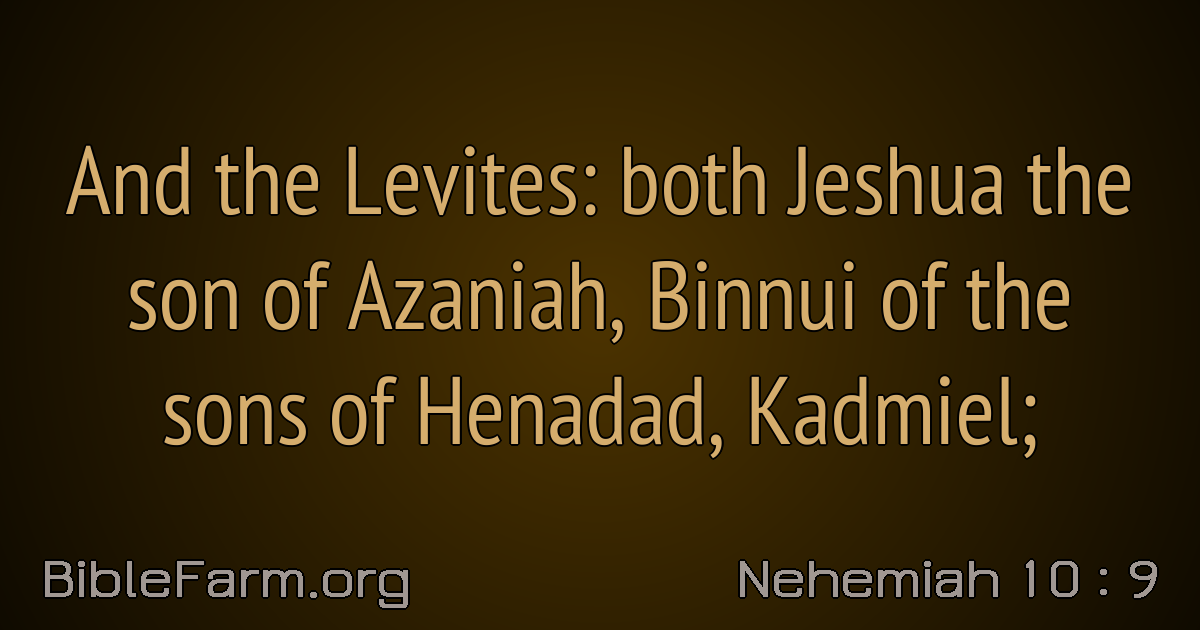 And the Levites: both Jeshua the
son of Azaniah, Binnui of the
sons of Henadad, Kadmiel;
BibleFarm.org
Nehemiah 10 : 9